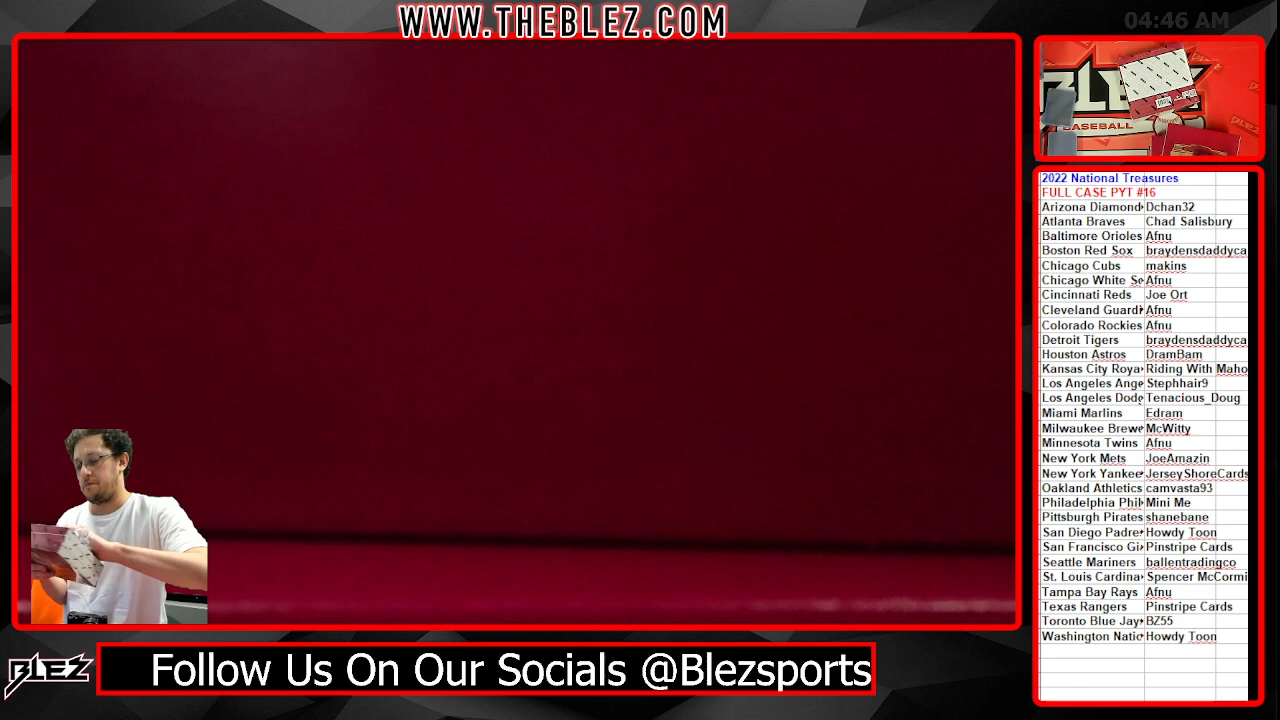 WWW.THEBLEZ.COM
04:46 AM
BASEBALL
BLEZ
2022 National Treasures
FULL CASE PYT #16
Arizona Diamond Dchan32
Atlanta Braves Chad Salisbury
Baltimore Orioles Afnu
Boston Red Sox braydensdaddyca
Chicago Cubs makins
Chicago White So Afnu
Cincinnati Reds Joe Ort
Cleveland Guardi Afnu
Colorado Rockies Afnu
Detroit Tigers braydensdaddyca
Houston Astros DramBam
Kansas City Roya Riding With Maho
Los Angeles Ange Stephhair9
Los Angeles Dodg Tenacious_Doug
Miami Marlins Edram
Milwaukee Brewe McWitty
Minnesota Twins Afnu
New York Mets JoeAmazin
New York Yankee JerseyShoreCards
Oakland Athletics camvasta93
Philadelphia Phil Mini Me
Pittsburgh Pirates shanebane
San Diego Padre Howdy Toon
San Francisco Gi Pinstripe Cards
Seattle Mariners ballentradingco
St. Louis Cardina Spencer McCormi
Tampa Bay Rays Afnu
Texas Rangers Pinstripe Cards
Toronto Blue Jay BZ55
Washington Natio Howdy Toon
BLEZ Follow Us On Our Socials @Blezsports